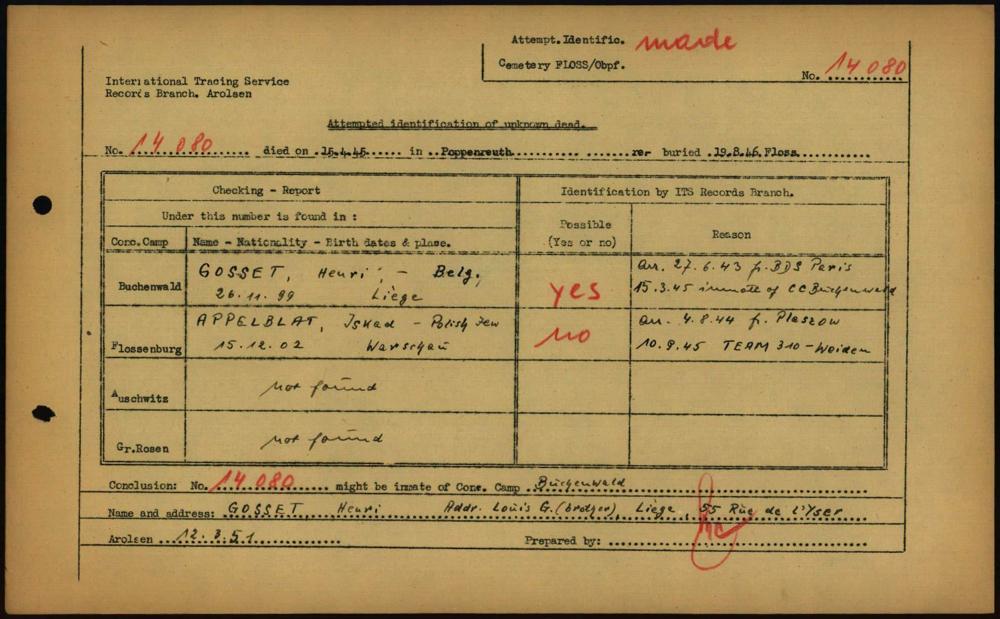 Attempt.Identific. made
Cemetery FLOSS/Obpf.
No. 14 080
International Tracing Service
Records Branch. Arolsen
Attempted identification of unknown dead.
No. 14 080 died on 15.4.45 in Poppenreuth rer buried 19.8.46 Floss
Checking - Report
Identification by ITS Records Branch.
Under this number is found in :
Possible
(Yes or no)
Reason
Conc.Camp Name - Nationality - Birth dates & place.
Buchenwald GOSSET, Henri - Belg,
26.11.99 Liège
yes
arr. 27.6.43 fr. BDS Paris
15.3.45 inmate of CC Buchenwald
Flossenburg APPELBLAT, Iskad - Polish Jew
15.12.02 Warschau
no
arr. 4.8.44 fr. Plaszow
10.9.45 TEAM 310-Weiden
Auschwitz not found
Gr.Rosen not found
Conclusion: No. 14 080 might be inmate of Conc. Camp Buchenwald
Name and address: GOSSET Henri Addr. Louis G. (brother), Liège, 55 Rue de l'Yser
Arolsen 12.3.51 Prepared by: